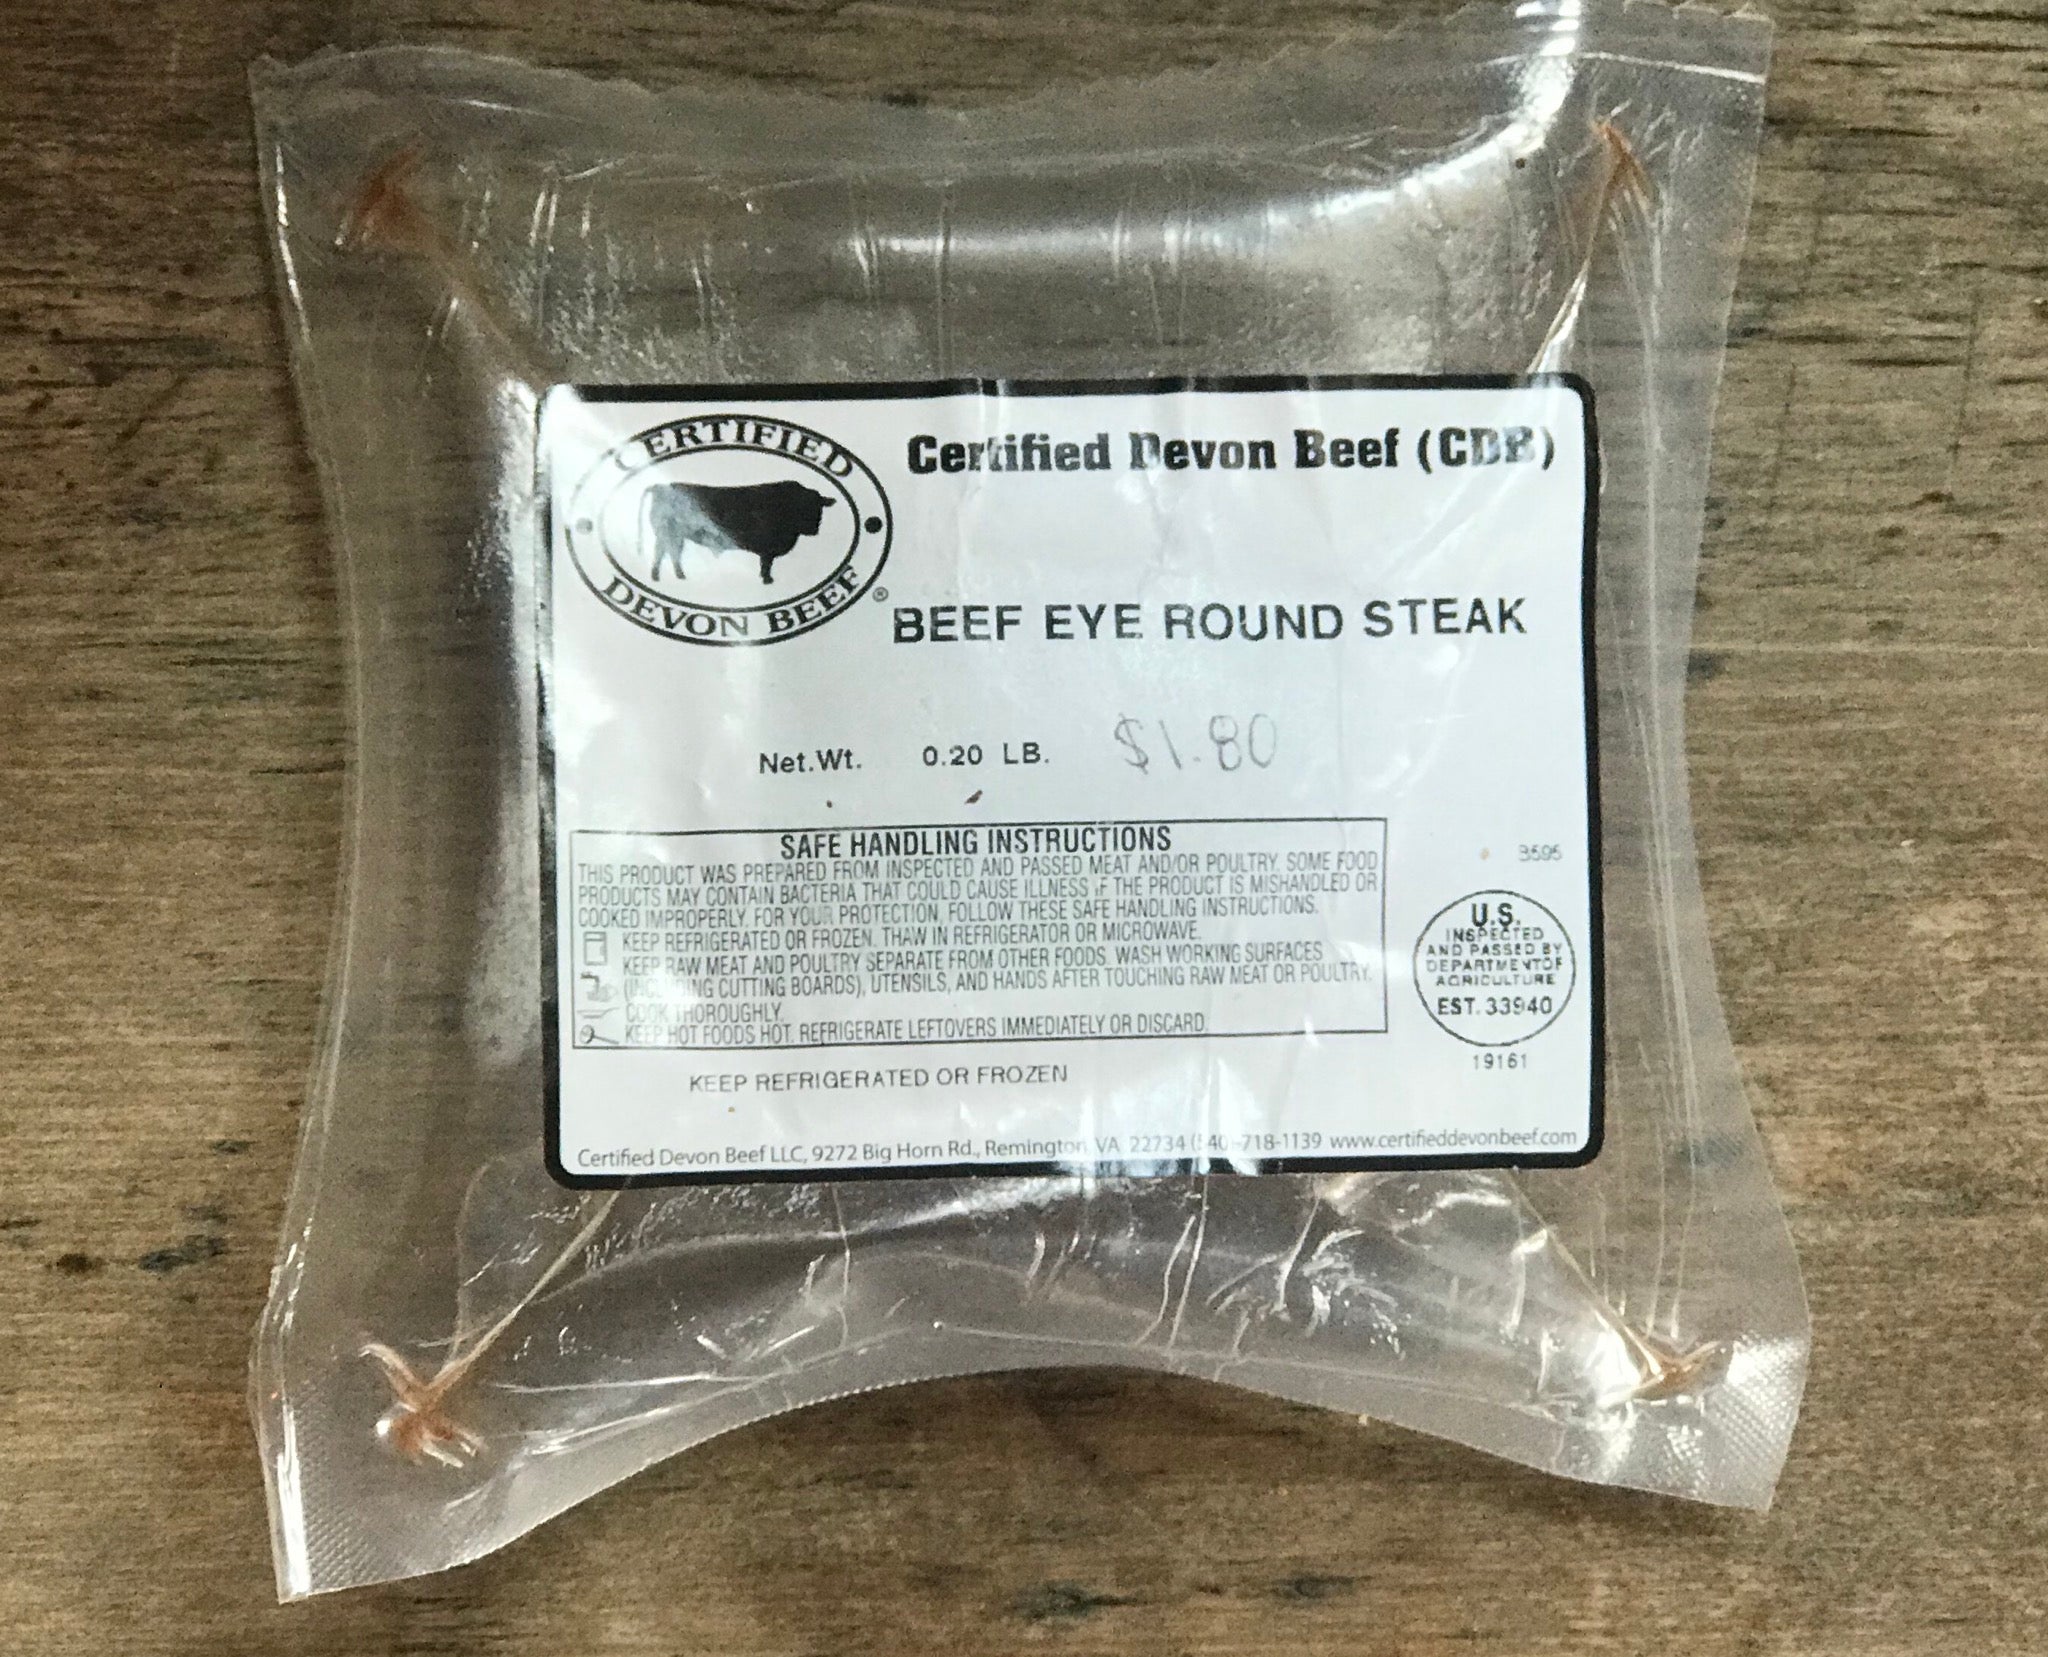 CERTIFIED
DEVON BEEF
®
Certified Devon Beef (CDB)
BEEF EYE ROUND STEAK
Net.Wt. 0.20 LB. $1.80
SAFE HANDLING INSTRUCTIONS
THIS PRODUCT WAS PREPARED FROM INSPECTED AND PASSED MEAT AND/OR POULTRY. SOME FOOD
PRODUCTS MAY CONTAIN BACTERIA THAT COULD CAUSE ILLNESS IF THE PRODUCT IS MISHANDLED OR
COOKED IMPROPERLY. FOR YOUR PROTECTION, FOLLOW THESE SAFE HANDLING INSTRUCTIONS.
KEEP REFRIGERATED OR FROZEN. THAW IN REFRIGERATOR OR MICROWAVE.
KEEP RAW MEAT AND POULTRY SEPARATE FROM OTHER FOODS. WASH WORKING SURFACES
(INCLUDING CUTTING BOARDS), UTENSILS, AND HANDS AFTER TOUCHING RAW MEAT OR POULTRY.
COOK THOROUGHLY.
KEEP HOT FOODS HOT. REFRIGERATE LEFTOVERS IMMEDIATELY OR DISCARD.
3595
U.S.
INSPECTED
AND PASSED BY
DEPARTMENT OF
AGRICULTURE
EST. 33940
19161
KEEP REFRIGERATED OR FROZEN
Certified Devon Beef LLC, 9272 Big Horn Rd., Remington VA 22734 (540)-718-1139 www.certifieddevonbeef.com